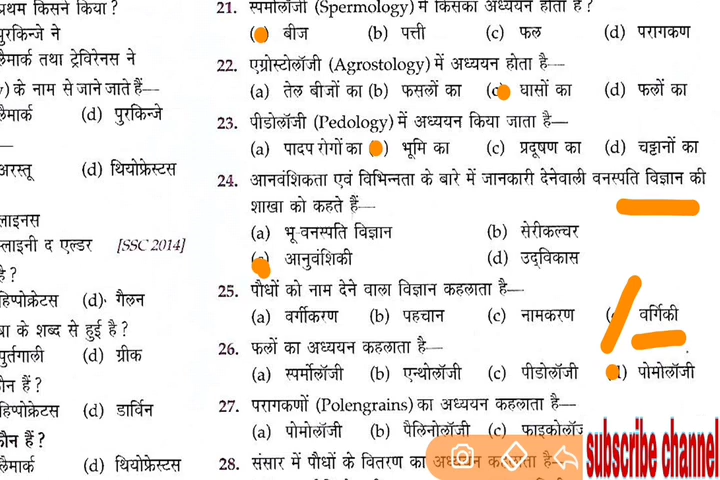 प्रथम किसने किया ?
पुरकिन्जे ने
लैमार्क तथा ट्रेविरेनस ने
) के नाम से जाने जाते हैं—
लैमार्क (d) पुरकिन्जे
अरस्तू (d) थियोफ्रेस्टस
लाइनस
प्लाइनी द एल्डर [SSC 2014]
है ?
हिप्पोक्रेटस (d) गैलन
षा के शब्द से हुई है ?
पुर्तगाली (d) ग्रीक
कौन हैं ?
हिप्पोक्रेटस (d) डार्विन
कौन हैं ?
लैमार्क (d) थियोफ्रेस्टस
21. स्पर्मोलॉजी (Spermology) में किसका अध्ययन होता है ?
बीज (b) पत्ती (c) फल (d) परागकण
22. एग्रोस्टोलॉजी (Agrostology) में अध्ययन होता है—
(a) तेल बीजों का (b) फसलों का (c) घासों का (d) फलों का
23. पीडोलॉजी (Pedology) में अध्ययन किया जाता है—
(a) पादप रोगों का ( ) भूमि का (c) प्रदूषण का (d) चट्टानों का
24. आनवंशिकता एवं विभिन्नता के बारे में जानकारी देनेवाली वनस्पति विज्ञान की
शाखा को कहते हैं—
(a) भू-वनस्पति विज्ञान (b) सेरीकल्चर
आनुवंशिकी (d) उद्‌विकास
25. पौधों को नाम देने वाला विज्ञान कहलाता है—
(a) वर्गीकरण (b) पहचान (c) नामकरण वर्गिकी
26. फलों का अध्ययन कहलाता है—
(a) स्पर्मोलॉजी (b) एन्थोलॉजी (c) पीडोलॉजी (d) पोमोलॉजी
27. परागकणों (Polengrains) का अध्ययन कहलाता है—
(a) पोमोलॉजी (b) पैलिनोलॉजी (c) फाइकोलॉज
28. संसार में पौधों के वितरण का अध्ययन कहलाता है—
subscribe channel